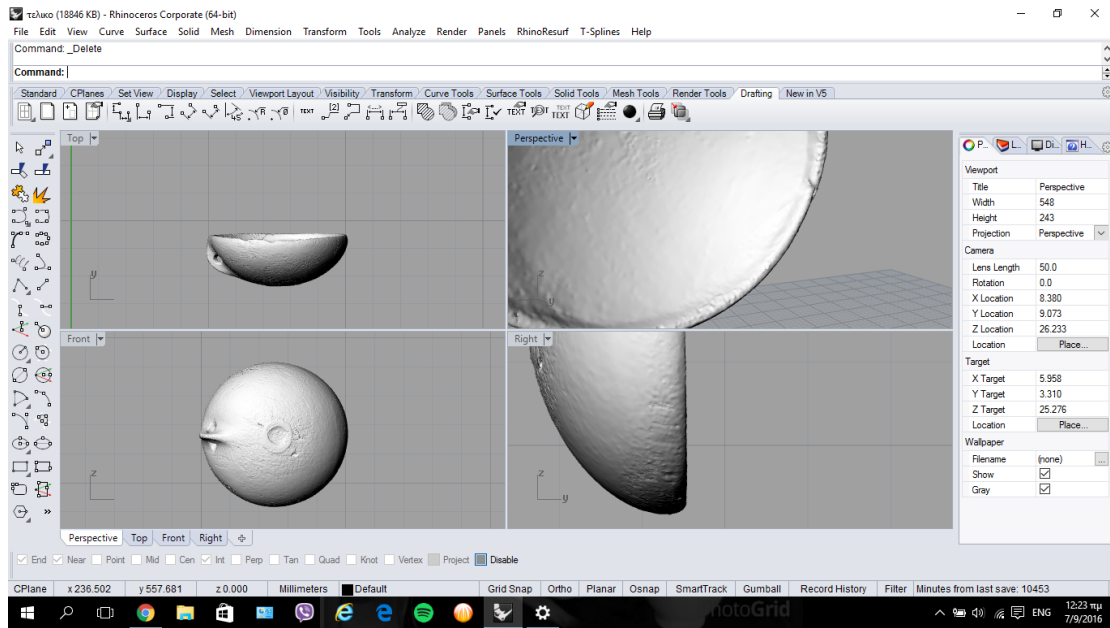 τελικο (18846 KB) - Rhinoceros Corporate (64-bit)
File Edit View Curve Surface Solid Mesh Dimension Transform Tools Analyze Render Panels RhinoResurf T-Splines Help
Command: _Delete
Command:
Standard CPlanes Set View Display Select Viewport Layout Visibility Transform Curve Tools Surface Tools Solid Tools Mesh Tools Render Tools Drafting New in V5
Top
Perspective
P... L... Di... H...
Viewport
Title Perspective
Width 548
Height 243
Projection Perspective
Camera
Lens Length 50.0
Rotation 0.0
X Location 8.380
Y Location 9.073
Z Location 26.233
Location Place...
Target
X Target 5.958
Y Target 3.310
Z Target 25.276
Location Place...
Wallpaper
Filename (none) ...
Show
Gray
y
z
Front
Right
z
z
y
Perspective Top Front Right
End Near Point Mid Cen Int Perp Tan Quad Knot Vertex Project Disable
CPlane x 236.502 y 557.681 z 0.000 Millimeters Default Grid Snap Ortho Planar Osnap SmartTrack Gumball Record History Filter Minutes from last save: 10453
ENG 12:23 πμ
7/9/2016